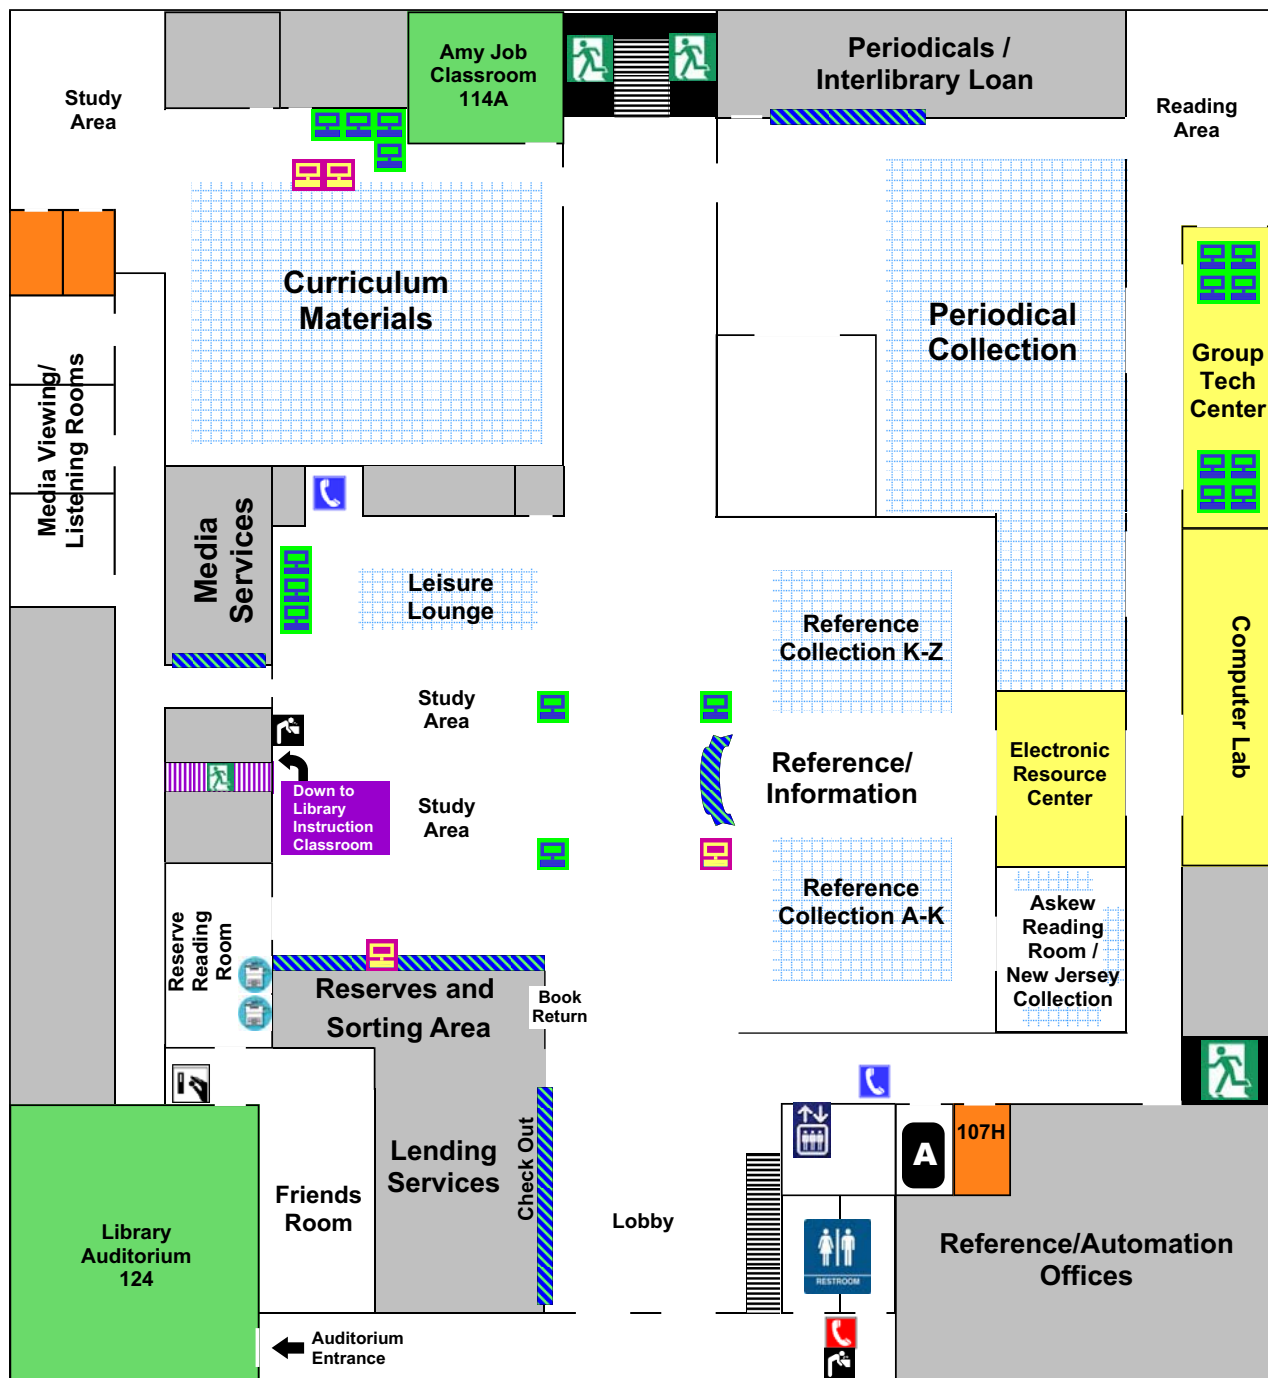 Amy Job
Classroom
114A
Periodicals /
Interlibrary Loan
Study
Area
Reading
Area
Curriculum
Materials
Periodical
Collection
Group
Tech
Center
Media Viewing/
Listening Rooms
Media
Services
Leisure
Lounge
Reference
Collection K-Z
Computer Lab
Study
Area
Electronic
Resource
Center
Reference/
Information
Down to
Library
Instruction
Classroom
Study
Area
Reference
Collection A-K
Askew
Reading
Room /
New Jersey
Collection
Reserve
Reading
Room
Reserves and
Sorting Area
Book
Return
Check Out
Lending
Services
Friends
Room
Lobby
A
107H
RESTROOM
Reference/Automation
Offices
Library
Auditorium
124
Auditorium
Entrance